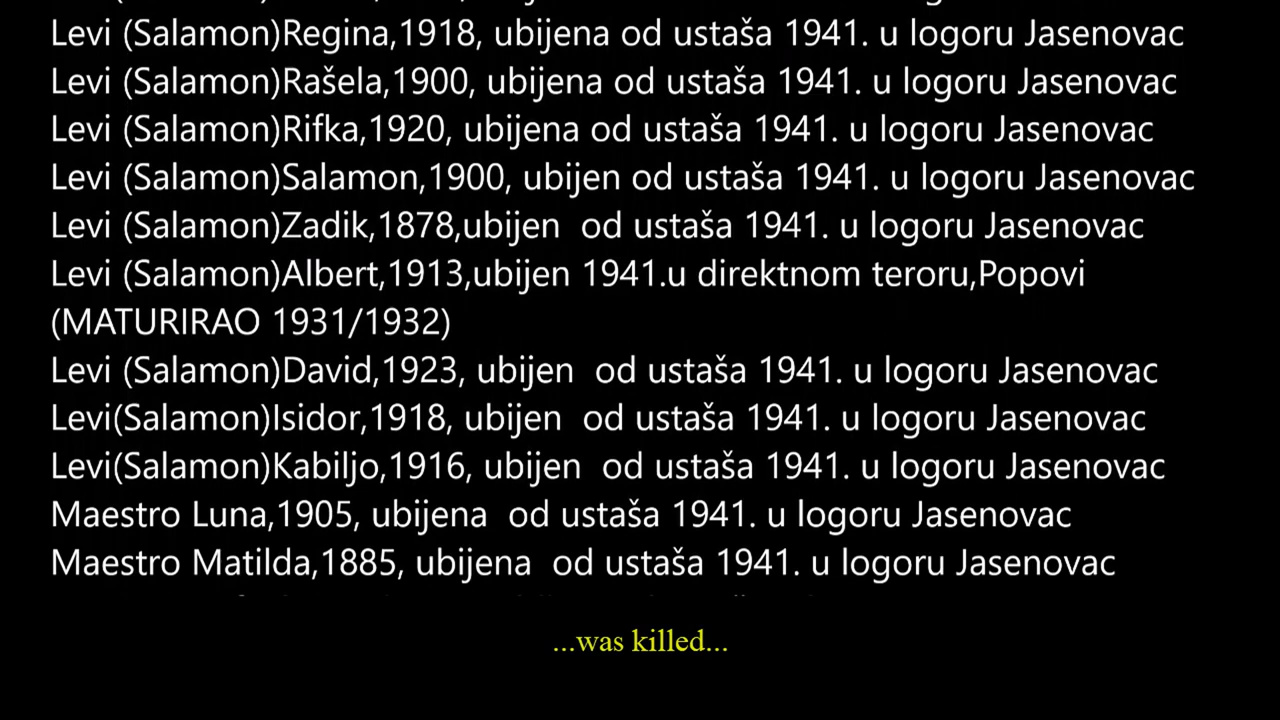 Levi (Salamon)Regina,1918, ubijena od ustaša 1941. u logoru Jasenovac
Levi (Salamon)Rašela,1900, ubijena od ustaša 1941. u logoru Jasenovac
Levi (Salamon)Rifka,1920, ubijena od ustaša 1941. u logoru Jasenovac
Levi (Salamon)Salamon,1900, ubijen od ustaša 1941. u logoru Jasenovac
Levi (Salamon)Zadik,1878,ubijen  od ustaša 1941. u logoru Jasenovac
Levi (Salamon)Albert,1913,ubijen 1941.u direktnom teroru,Popovi
(MATURIRAO 1931/1932)
Levi (Salamon)David,1923, ubijen  od ustaša 1941. u logoru Jasenovac
Levi(Salamon)Isidor,1918, ubijen  od ustaša 1941. u logoru Jasenovac
Levi(Salamon)Kabiljo,1916, ubijen  od ustaša 1941. u logoru Jasenovac
Maestro Luna,1905, ubijena  od ustaša 1941. u logoru Jasenovac
Maestro Matilda,1885, ubijena  od ustaša 1941. u logoru Jasenovac
...was killed...